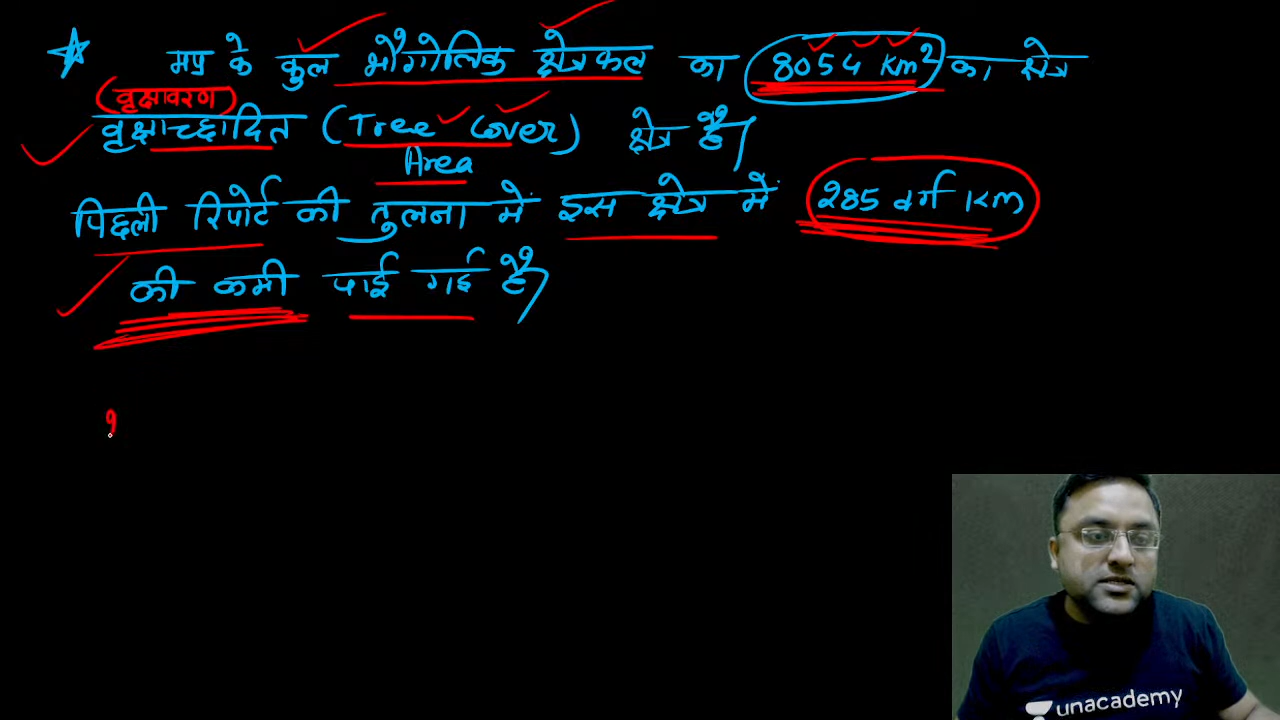 मप्र के कुल भौगोलिक क्षेत्रफल का 8054 Km² का क्षेत्र
(वृक्षावरण)
वृक्षाच्छादित (Tree Cover) क्षेत्र है।
Area
पिछली रिपोर्ट की तुलना में इस क्षेत्र में 285 वर्ग Km
की कमी पाई गई है।
unacademy